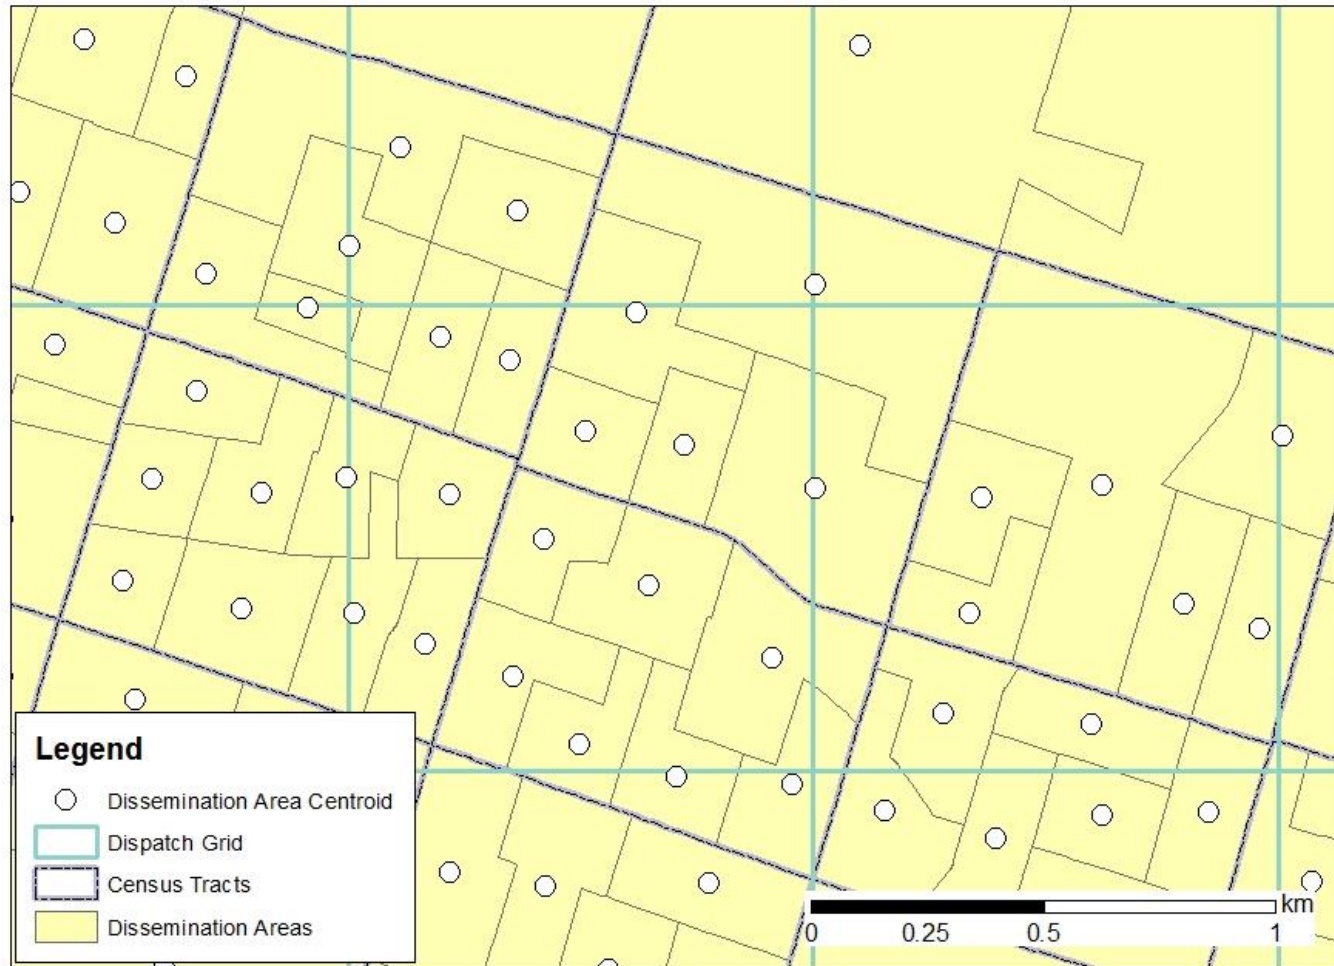 Legend
Dissemination Area Centroid
Dispatch Grid
Census Tracts
Dissemination Areas
km
0 0.25 0.5 1